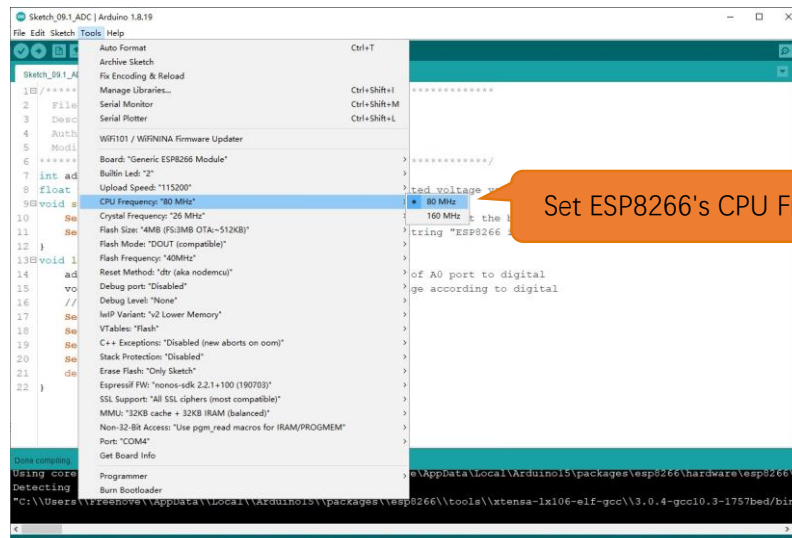 Sketch_09.1_ADC | Arduino 1.8.19
File Edit Sketch Tools Help
Auto Format Ctrl+T
Archive Sketch
Fix Encoding & Reload
Manage Libraries... Ctrl+Shift+I
Serial Monitor Ctrl+Shift+M
Serial Plotter Ctrl+Shift+L
WiFi101 / WiFiNINA Firmware Updater
Board: "Generic ESP8266 Module"
Builtin Led: "2"
Upload Speed: "115200"
CPU Frequency: "80 MHz"
80 MHz
160 MHz
Crystal Frequency: "26 MHz"
Flash Size: "4MB (FS:3MB OTA:~512KB)"
Flash Mode: "DOUT (compatible)"
Flash Frequency: "40MHz"
Reset Method: "dtr (aka nodemcu)"
Debug port: "Disabled"
Debug Level: "None"
lwIP Variant: "v2 Lower Memory"
VTables: "Flash"
C++ Exceptions: "Disabled (new aborts on oom)"
Stack Protection: "Disabled"
Erase Flash: "Only Sketch"
Espressif FW: "nonos-sdk 2.2.1+100 (190703)"
SSL Support: "All SSL ciphers (most compatible)"
MMU: "32KB cache + 32KB IRAM (balanced)"
Non-32-Bit Access: "Use pgm_read macros for IRAM/PROGMEM"
Port: "COM4"
Get Board Info
Programmer
Burn Bootloader
Set ESP8266's CPU F
Sketch_09.1_A
1 /*****
2 File
3 Desc
4 Auth
5 Modi
6 ****** ************/
7 int ad
8 float ted voltage v
9 void s
10 Se t the b
11 Se tring "ESP8266 i
12 }
13 void l
14 ad of A0 port to digital
15 vo ge according to digital
16 //
17 Se
18 Se
19 Se
20 Se
21 de
22 }
Done compiling.
Using core e\AppData\Local\Arduino15\packages\esp8266\hardware\esp8266\
Detecting
"C:\\Users\\Freenove\\AppData\\Local\\Arduino15\\packages\\esp8266\\tools\\xtensa-lx106-elf-gcc\\3.0.4-gcc10.3-1757bed/bin